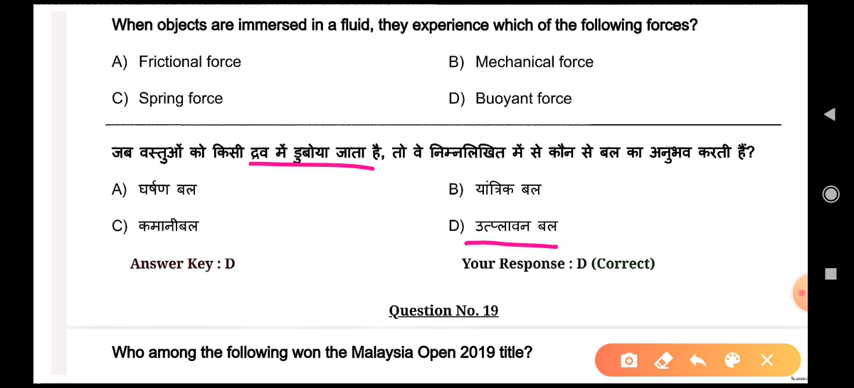 When objects are immersed in a fluid, they experience which of the following forces?
A) Frictional force B) Mechanical force
C) Spring force D) Buoyant force
जब वस्तुओं को किसी द्रव में डुबोया जाता है, तो वे निम्नलिखित में से कौन से बल का अनुभव करती हैं?
A) घर्षण बल B) यांत्रिक बल
C) कमानीबल D) उत्प्लावन बल
Answer Key : D Your Response : D (Correct)
Question No. 19
Who among the following won the Malaysia Open 2019 title?